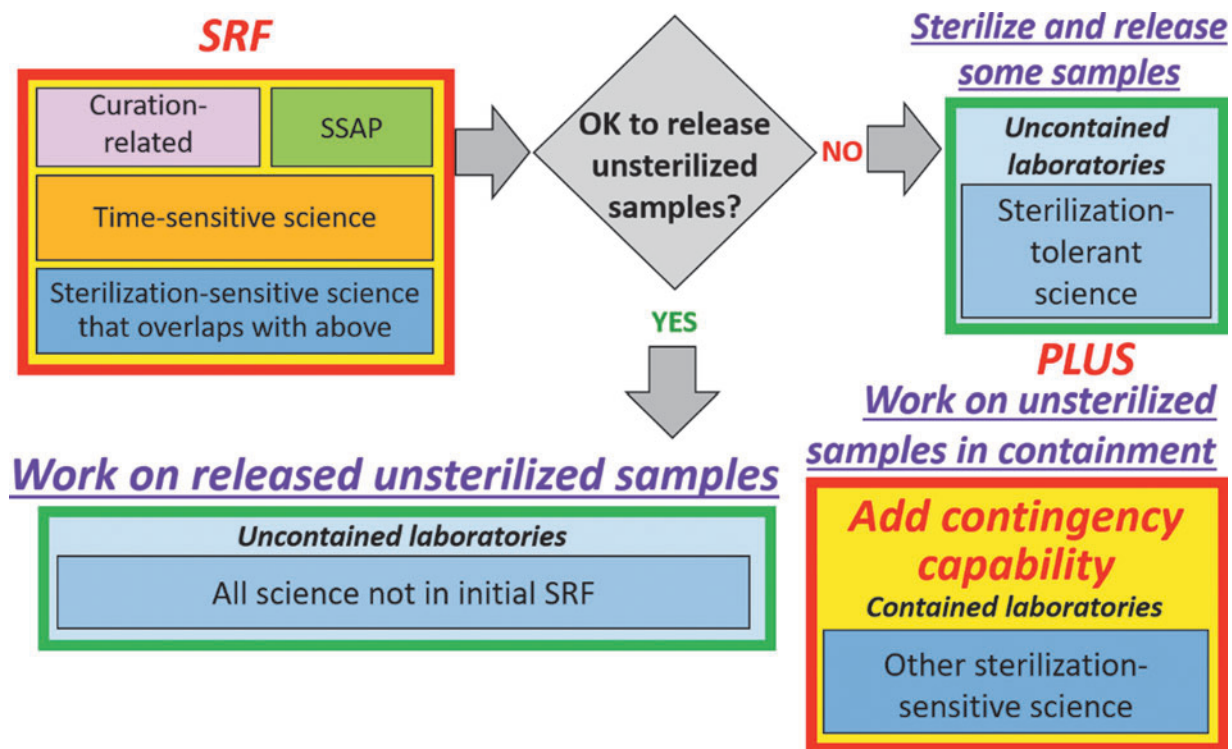 SRF
Curation-
related
SSAP
Time-sensitive science
Sterilization-sensitive science
that overlaps with above
OK to release
unsterilized
samples?
NO
YES
Sterilize and release
some samples
Uncontained
laboratories
Sterilization-
tolerant
science
PLUS
Work on unsterilized
samples in containment
Add contingency
capability
Contained laboratories
Other sterilization-
sensitive science
Work on released unsterilized samples
Uncontained laboratories
All science not in initial SRF